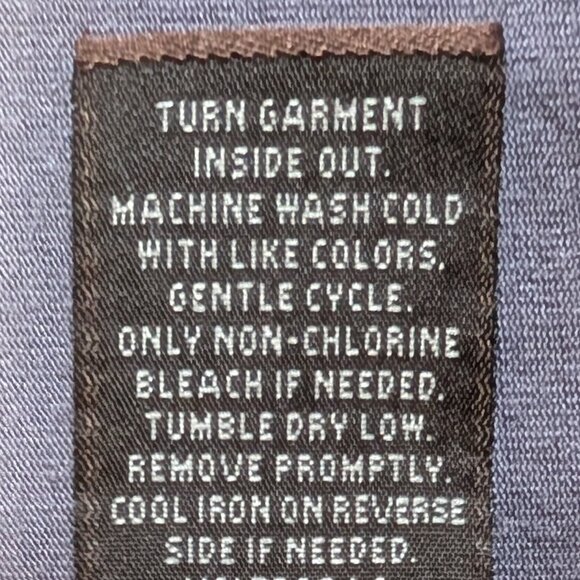 TURN GARMENT
INSIDE OUT.
MACHINE WASH COLD
WITH LIKE COLORS.
GENTLE CYCLE.
ONLY NON-CHLORINE
BLEACH IF NEEDED.
TUMBLE DRY LOW.
REMOVE PROMPTLY.
COOL IRON ON REVERSE
SIDE IF NEEDED.